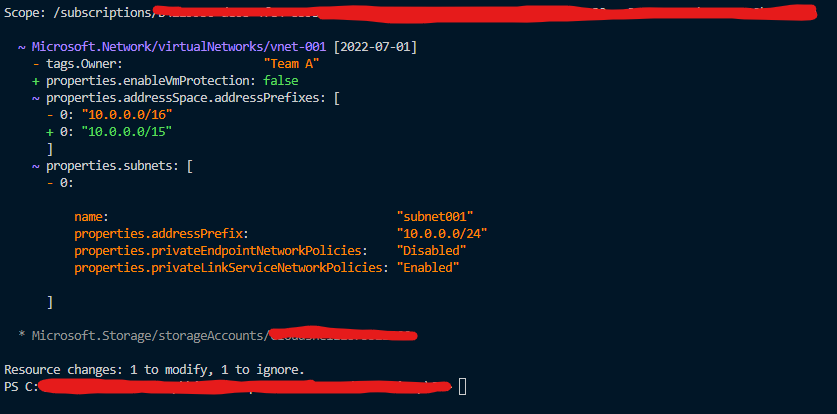 Scope: /subscriptions/
~ Microsoft.Network/virtualNetworks/vnet-001 [2022-07-01]
- tags.Owner: "Team A"
+ properties.enableVmProtection: false
~ properties.addressSpace.addressPrefixes: [
- 0: "10.0.0.0/16"
+ 0: "10.0.0.0/15"
]
~ properties.subnets: [
- 0:
name: "subnet001"
properties.addressPrefix: "10.0.0.0/24"
properties.privateEndpointNetworkPolicies: "Disabled"
properties.privateLinkServiceNetworkPolicies: "Enabled"
]
* Microsoft.Storage/storageAccounts/
Resource changes: 1 to modify, 1 to ignore.
PS C: